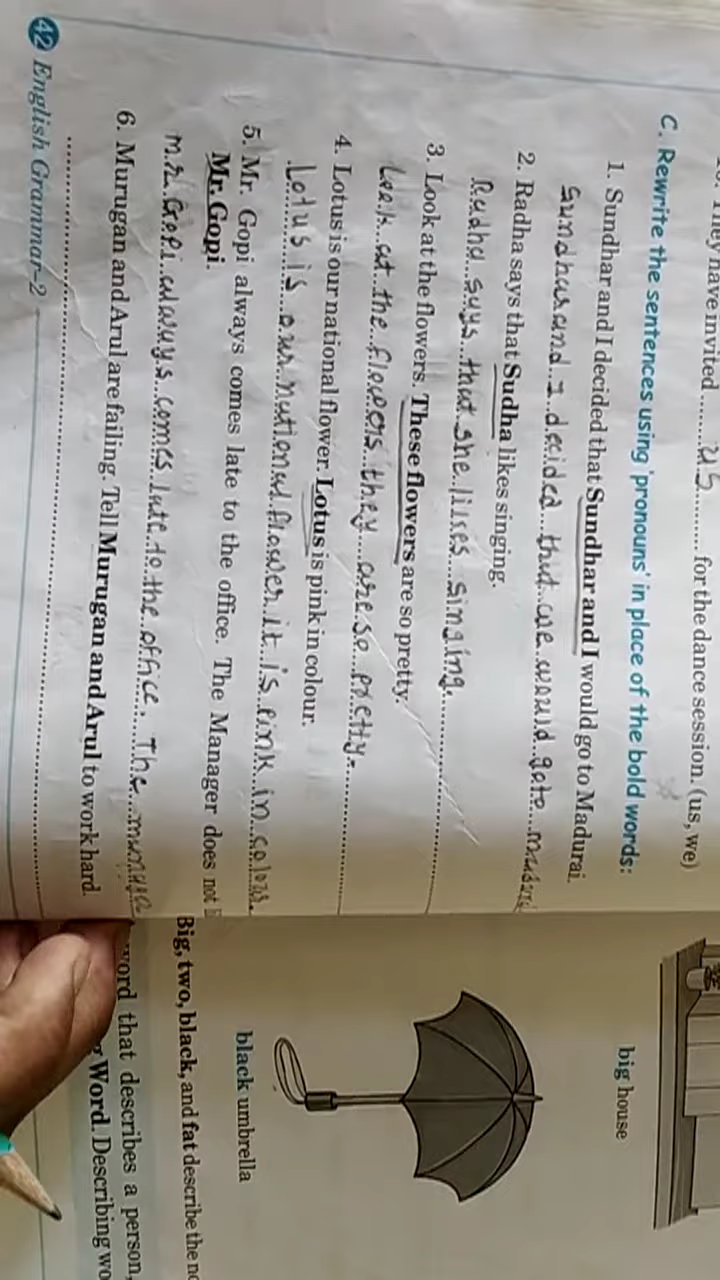 They have invited ........ us ........ for the dance session. (us, we)
C. Rewrite the sentences using 'pronouns' in place of the bold words:
1. Sundhar and I decided that Sundhar and I would go to Madurai.
Sundhar and I decided that we would go to
2. Radha says that Sudha likes singing.
Radha says that she likes singing.
3. Look at the flowers. These flowers are so pretty.
Look at the flowers they are so pretty.
4. Lotus is our national flower. Lotus is pink in colour.
Lotus is our national flower it is pink in colour.
5. Mr. Gopi always comes late to the office. The Manager does not
Mr. Gopi.
M.R. Gopi always comes late to the office. The
6. Murugan and Arul are failing. Tell Murugan and Arul to work hard.
42 English Grammar-2
big house
black umbrella
Big, two, black, and fat describe the
word that describes a person,
Word. Describing